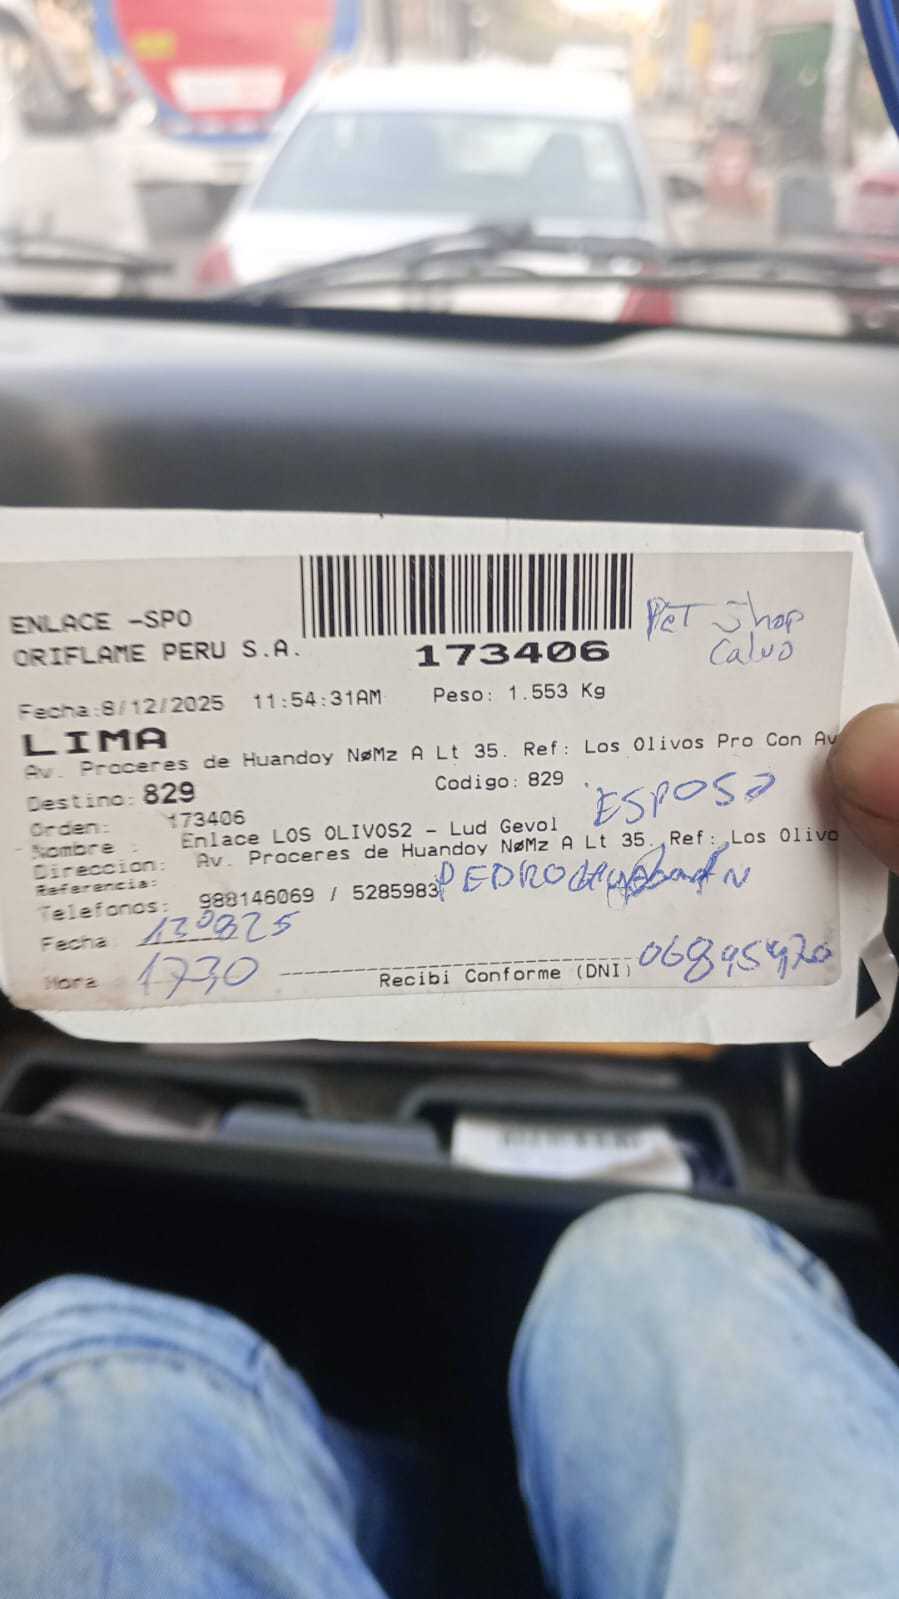 ENLACE -SPO
ORIFLAME PERU S.A.
173406
Pet Shop
Calvo
Fecha:8/12/2025 11:54:31AM Peso: 1.553 Kg
LIMA
Av. Proceres de Huandoy NøMz A Lt 35. Ref: Los Olivos Pro Con Av
Destino: 829 Codigo: 829
ESPOSA
Orden: 173406
Nombre : Enlace LOS OLIVOS2 - Lud Gevol
Direccion: Av. Proceres de Huandoy NøMz A Lt 35. Ref: Los Olivo
Referencia:
Telefonos: 988146069 / 5285983
PEDRO
Fecha: 130825
Hora 1730
Recibi Conforme (DNI)